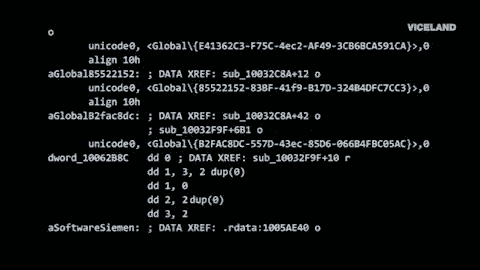 VICELAND
o
unicode0, <Global\{E41362C3-F75C-4ec2-AF49-3CB6BCA591CA}>,0
align 10h
aGlobal85522152: ; DATA XREF: sub_10032C8A+12 o
unicode0, <Global\{85522152-83BF-41f9-B17D-324B4DFC7CC3}>,0
align 10h
aGlobalB2fac8dc: ; DATA XREF: sub_10032C8A+42 o
; sub_10032F9F+6B1 o
unicode0, <Global\{B2FAC8DC-557D-43ec-85D6-066B4FBC05AC}>,0
dword_10062B8C dd 0 ; DATA XREF: sub_10032F9F+10 r
dd 1, 3, 2 dup(0)
dd 1, 0
dd 2, 2dup(0)
dd 3, 2
aSoftwareSiemen: ; DATA XREF: .rdata:1005AE40 o